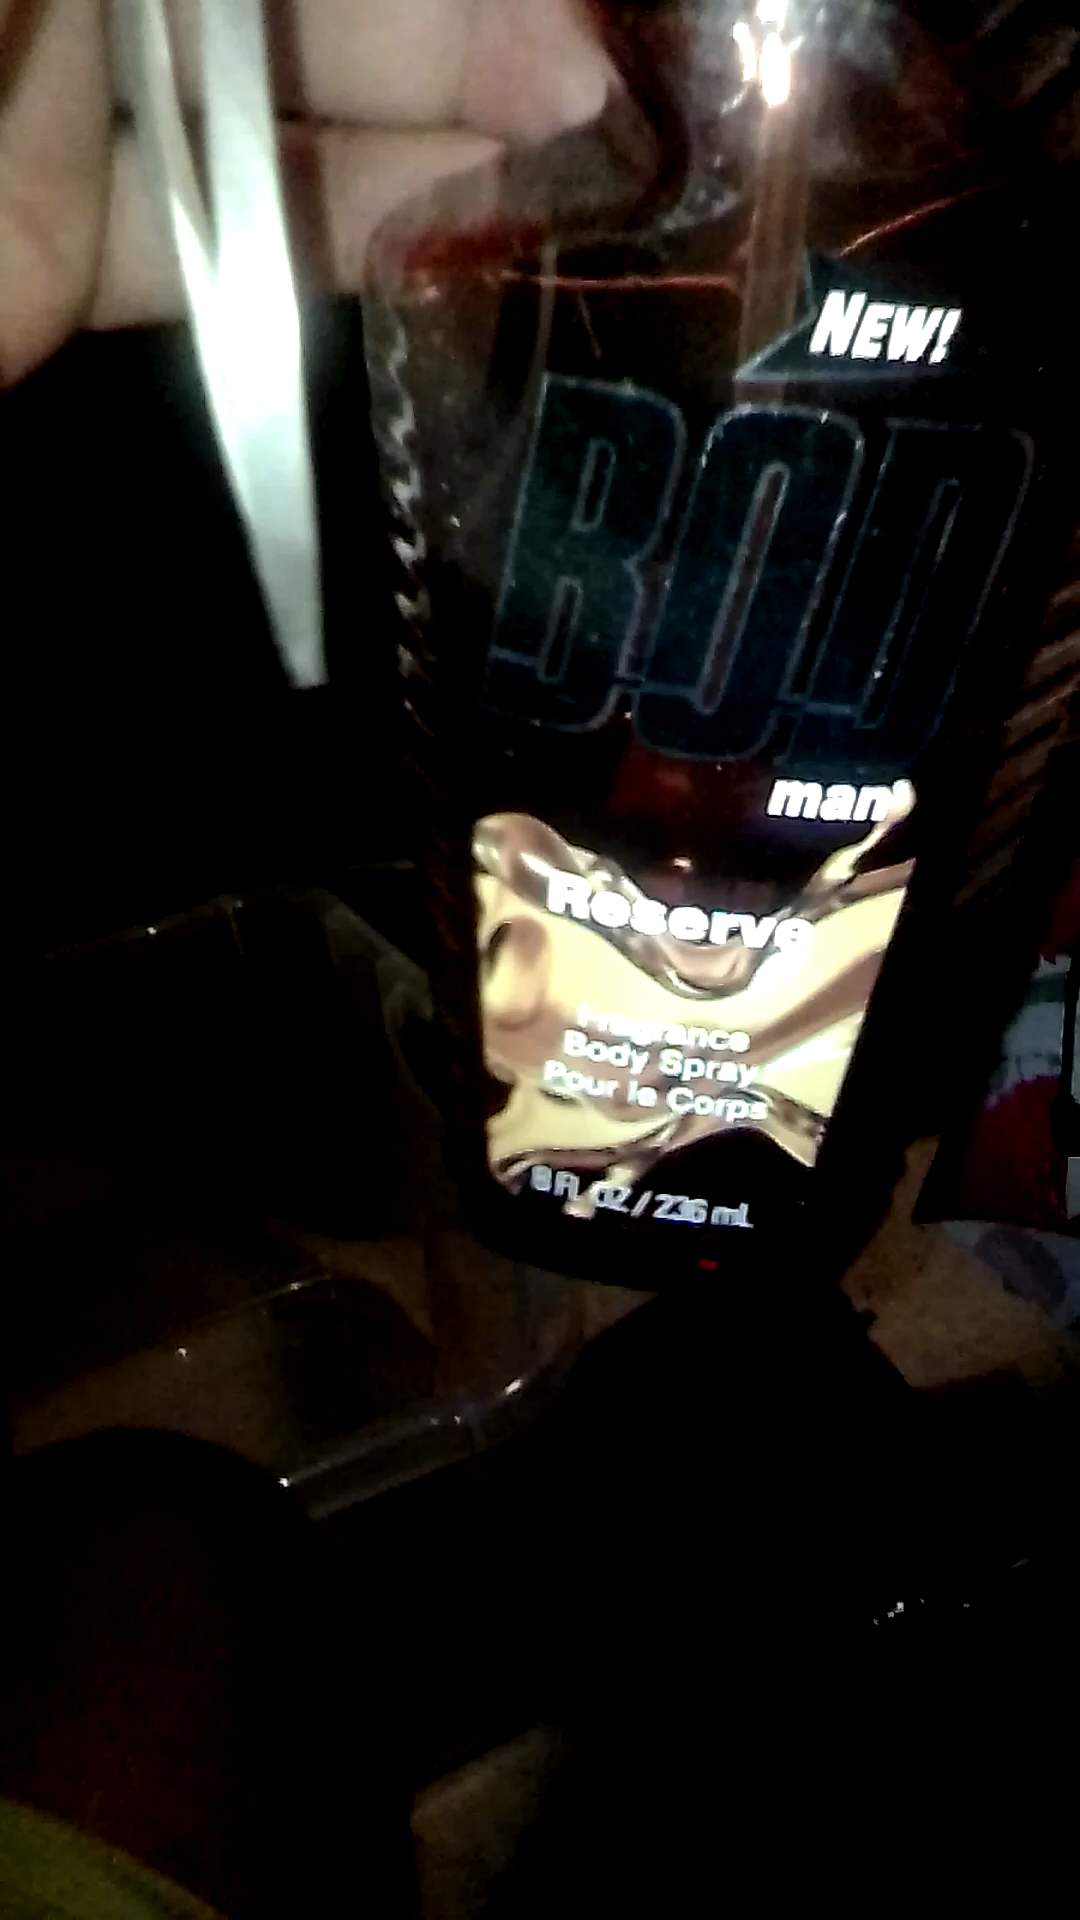 NEW!
BOD
man
Reserve
Fragrance
Body Spray
Pour le Corps
8 FL OZ / 236 mL